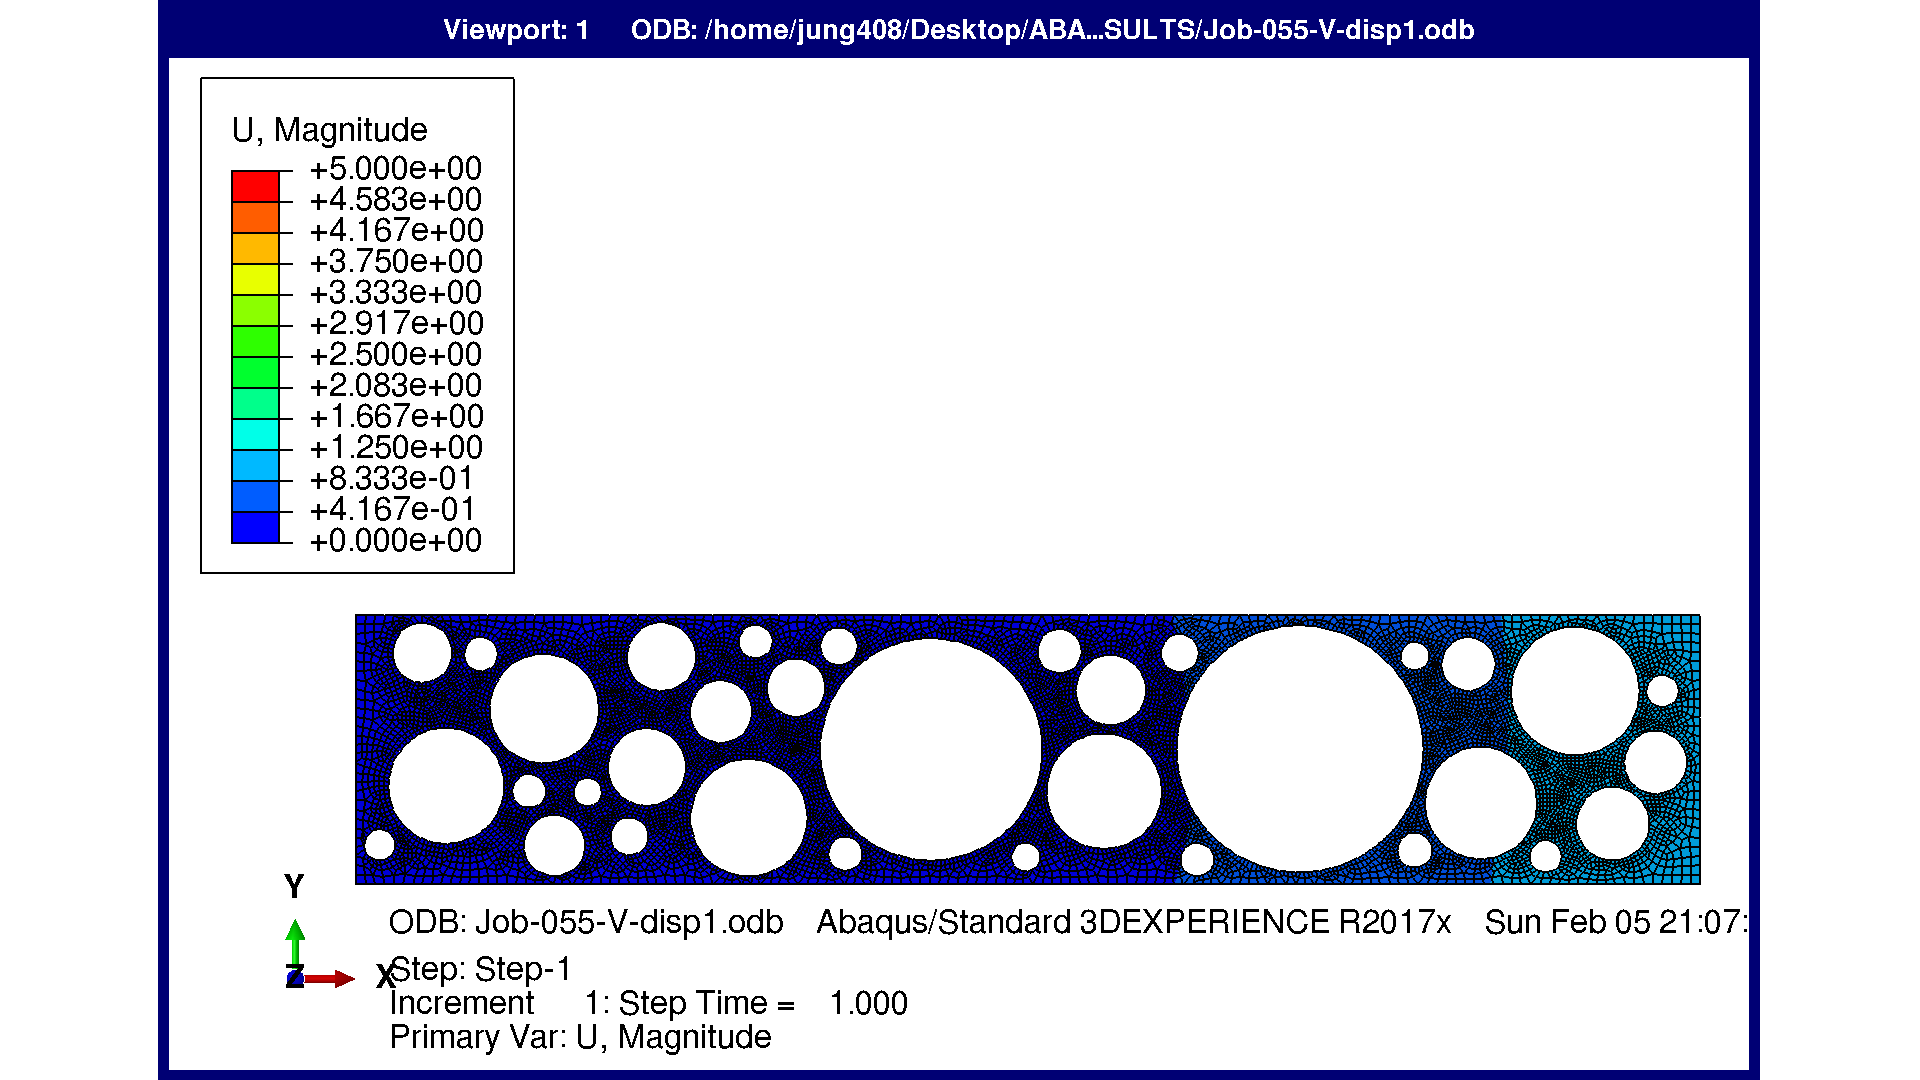 Viewport: 1 ODB: /home/jung408/Desktop/ABA...SULTS/Job-055-V-disp1.odb
U, Magnitude
+5.000e+00
+4.583e+00
+4.167e+00
+3.750e+00
+3.333e+00
+2.917e+00
+2.500e+00
+2.083e+00
+1.667e+00
+1.250e+00
+8.333e-01
+4.167e-01
+0.000e+00
Y
Z
X
ODB: Job-055-V-disp1.odb Abaqus/Standard 3DEXPERIENCE R2017x Sun Feb 05 21:07:
Step: Step-1
Increment 1: Step Time = 1.000
Primary Var: U, Magnitude